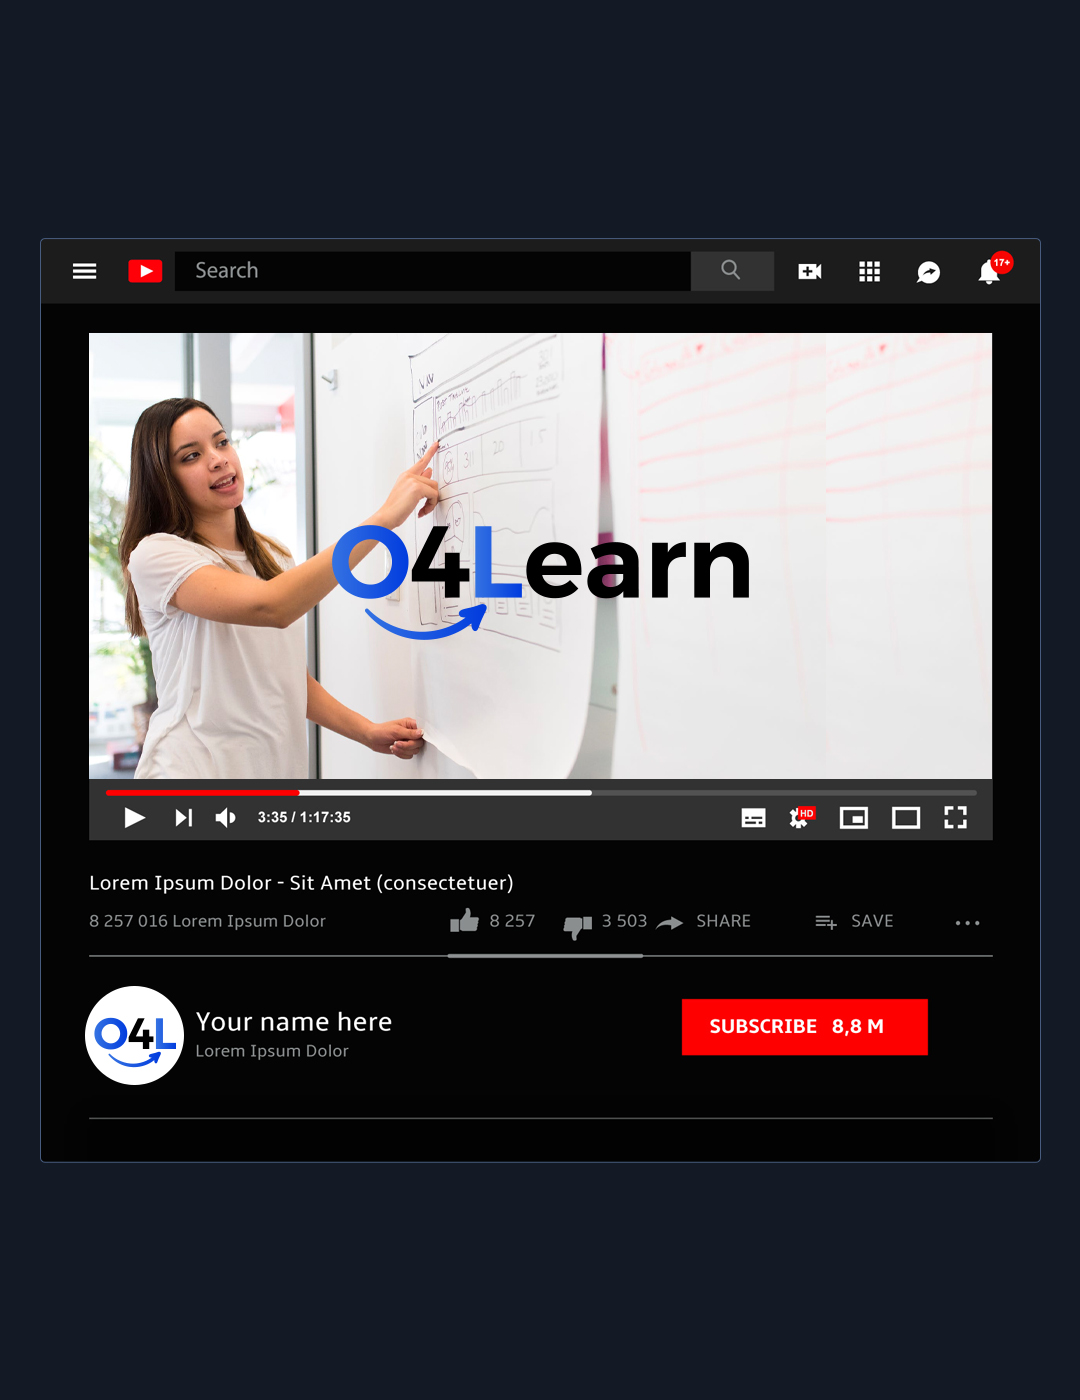 Search
17+
O4Learn
3:35 / 1:17:35
HD
Lorem Ipsum Dolor - Sit Amet (consectetuer)
8 257 016 Lorem Ipsum Dolor 8 257 3 503 SHARE SAVE
O4L
Your name here
Lorem Ipsum Dolor
SUBSCRIBE 8,8 M